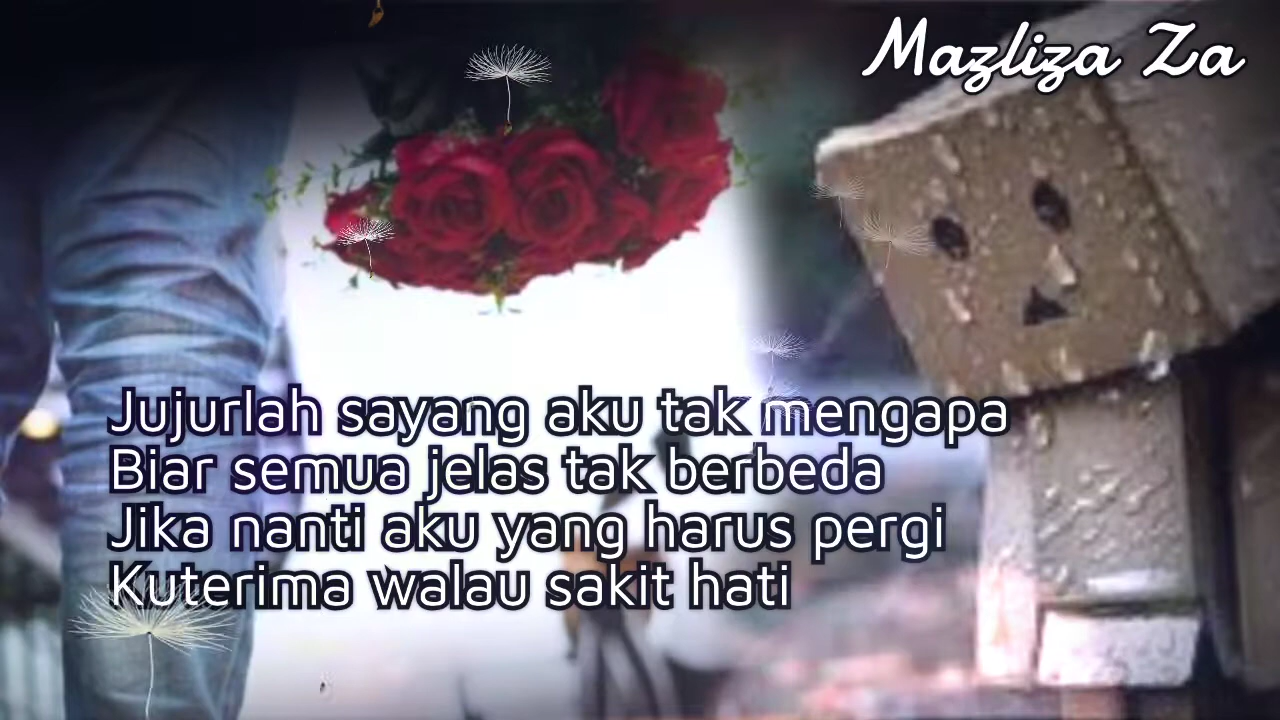 Mazliza Za
Jujurlah sayang aku tak mengapa
Biar semua jelas tak berbeda
Jika nanti aku yang harus pergi
Kuterima walau sakit hati